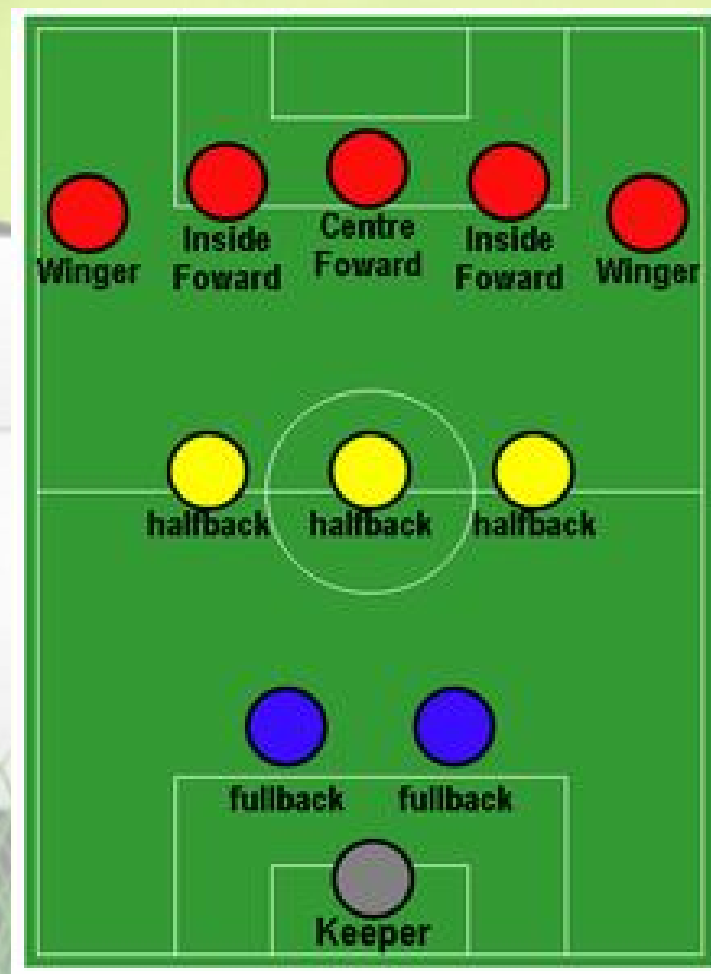 Centre
Foward
Inside
Foward
Inside
Foward
Winger
Winger
halfback
halfback
halfback
fullback
fullback
Keeper